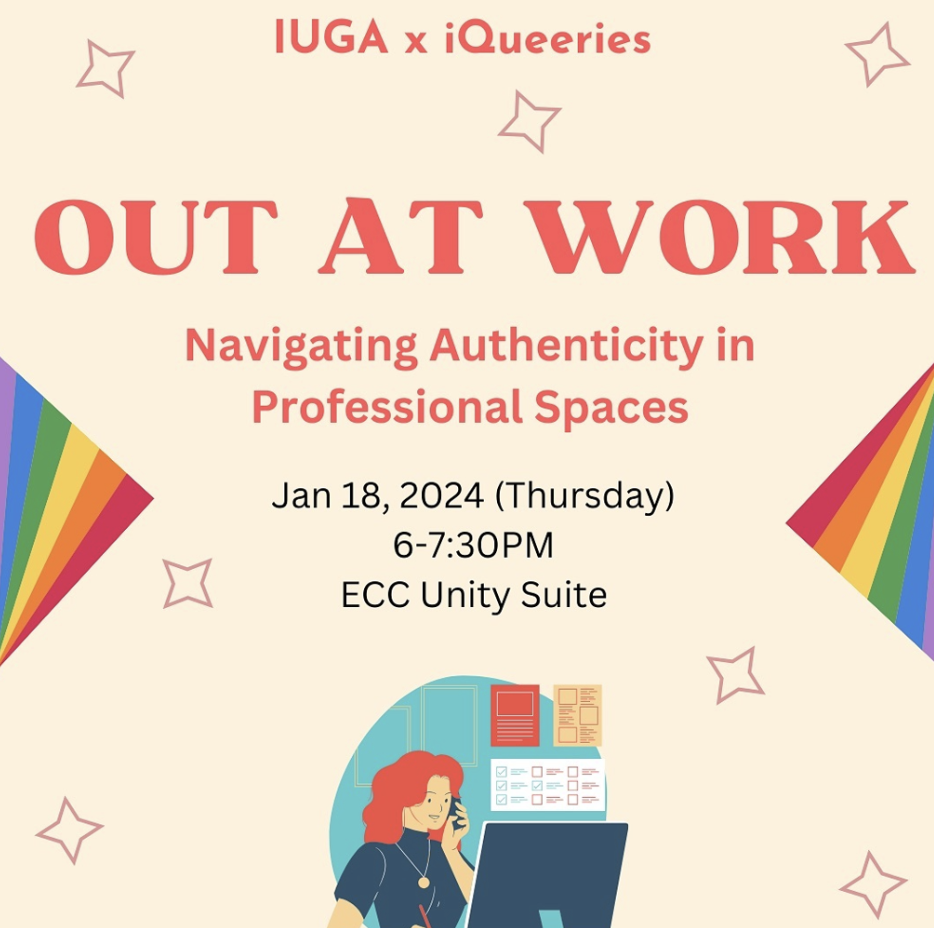 IUGA x iQueeries
OUT AT WORK
Navigating Authenticity in
Professional Spaces
Jan 18, 2024 (Thursday)
6-7:30PM
ECC Unity Suite